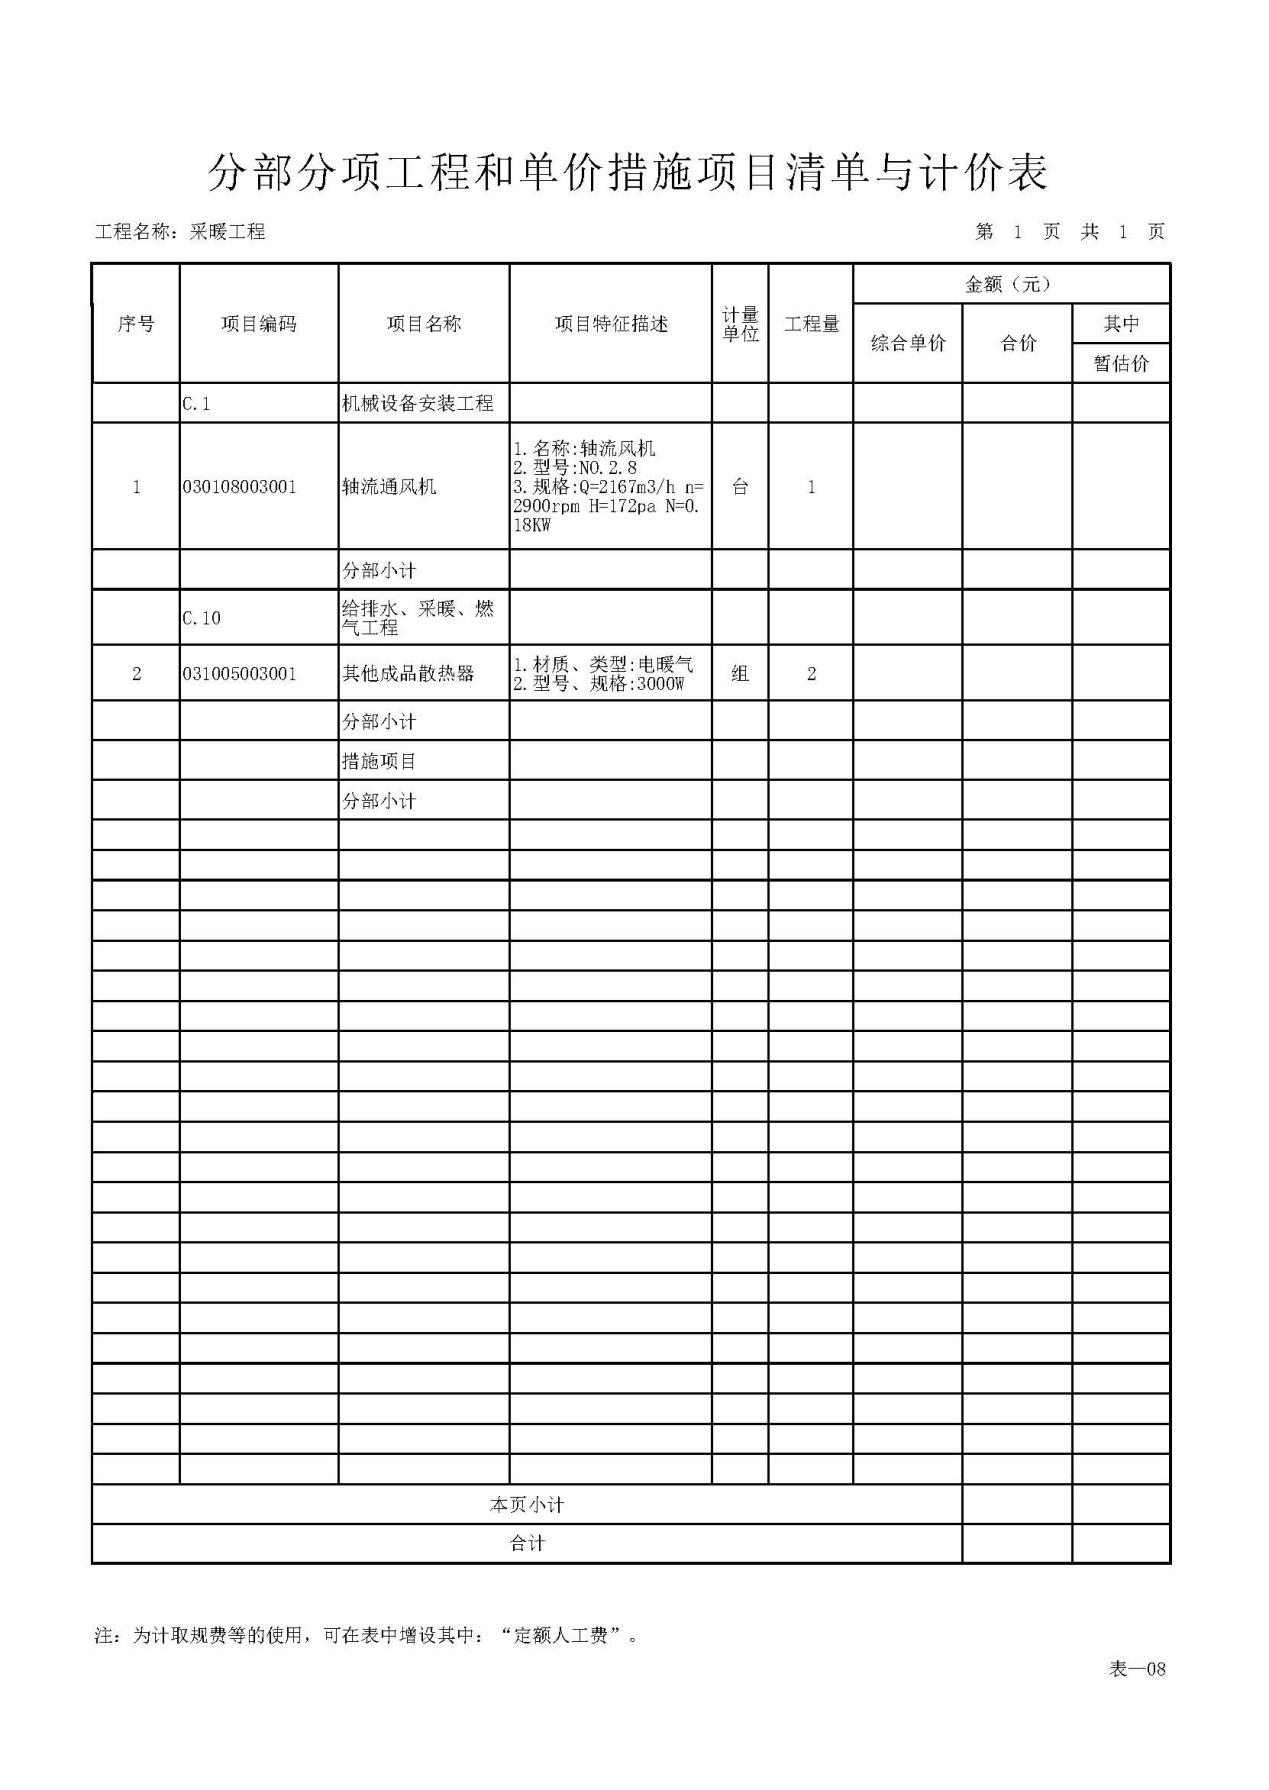 分部分项工程和单价措施项目清单与计价表
工程名称：采暖工程 第 1 页 共 1 页
序号 项目编码 项目名称 项目特征描述 计量单位 工程量 金额（元）
综合单价 合价 其中
暂估价
C.1 机械设备安装工程
1 030108003001 轴流通风机 1.名称:轴流风机
2.型号:NO.2.8
3.规格:Q=2167m3/h n=
2900rpm H=172pa N=0.
18KW
台 1
分部小计
C.10 给排水、采暖、燃
气工程
2 031005003001 其他成品散热器 1.材质、类型:电暖气
2.型号、规格:3000W
组 2
分部小计
措施项目
分部小计
本页小计
合计
注：为计取规费等的使用，可在表中增设其中：“定额人工费”。
表—08